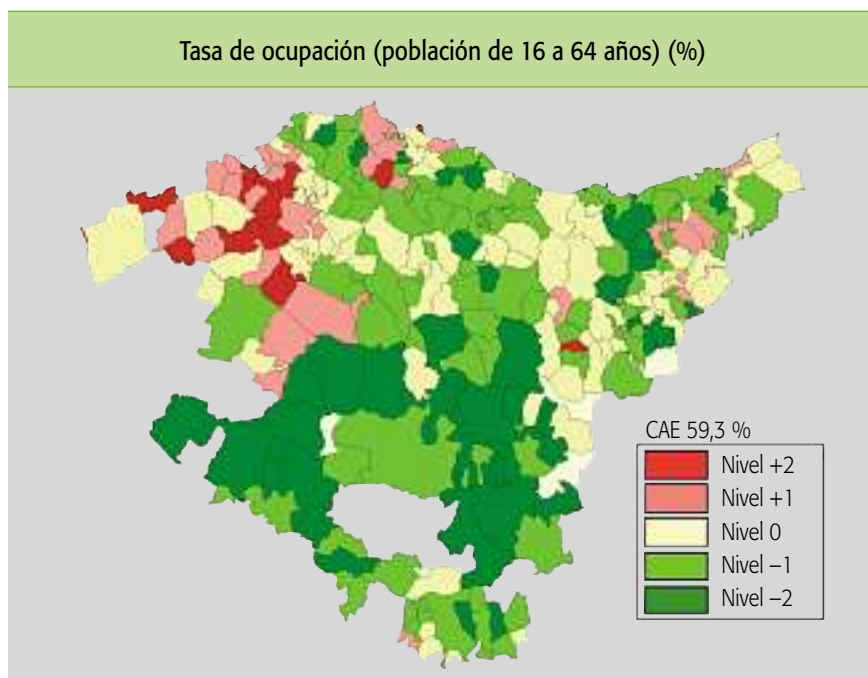 Tasa de ocupación (población de 16 a 64 años) (%)
CAE 59,3 %
Nivel +2
Nivel +1
Nivel 0
Nivel –1
Nivel –2